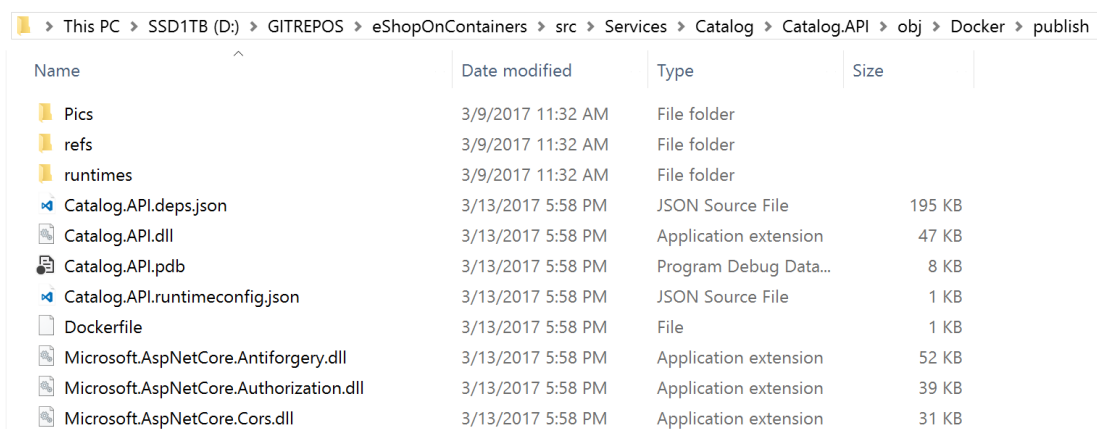 This PC > SSD1TB (D:) > GITREPOS > eShopOnContainers > src > Services > Catalog > Catalog.API > obj > Docker > publish
Name Date modified Type Size
Pics 3/9/2017 11:32 AM File folder
refs 3/9/2017 11:32 AM File folder
runtimes 3/9/2017 11:32 AM File folder
Catalog.API.deps.json 3/13/2017 5:58 PM JSON Source File 195 KB
Catalog.API.dll 3/13/2017 5:58 PM Application extension 47 KB
Catalog.API.pdb 3/13/2017 5:58 PM Program Debug Data... 8 KB
Catalog.API.runtimeconfig.json 3/13/2017 5:58 PM JSON Source File 1 KB
Dockerfile 3/13/2017 5:58 PM File 1 KB
Microsoft.AspNetCore.Antiforgery.dll 3/13/2017 5:58 PM Application extension 52 KB
Microsoft.AspNetCore.Authorization.dll 3/13/2017 5:58 PM Application extension 39 KB
Microsoft.AspNetCore.Cors.dll 3/13/2017 5:58 PM Application extension 31 KB